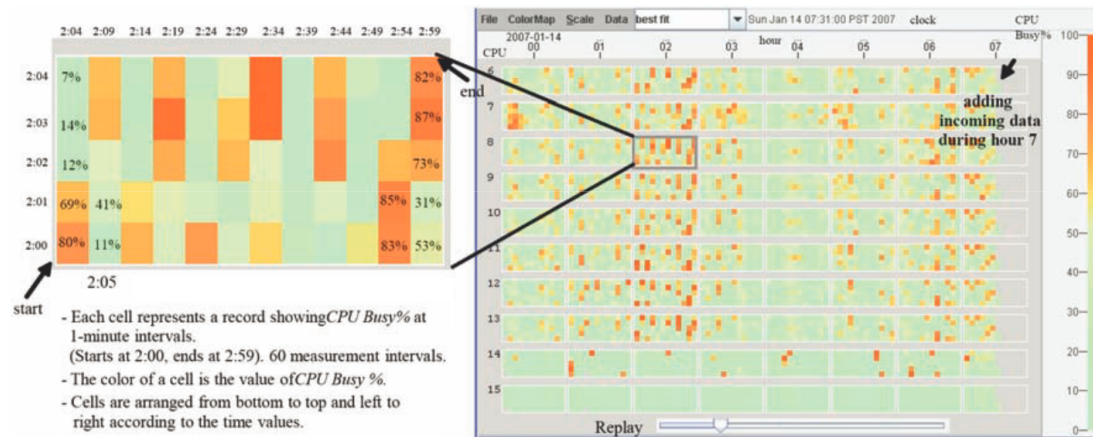 2:04 2:09 2:14 2:19 2:24 2:29 2:34 2:44 2:49 2:54 2:59
2:04 7% 82%
end
2:03 14% 87%
2:02 12% 73%
2:01 69% 41% 85% 31%
2:00 80% 11% 83% 53%
start
2:05
- Each cell represents a record showingCPU Busy% at
1-minute intervals.
(Starts at 2:00, ends at 2:59). 60 measurement intervals.
- The color of a cell is the value ofCPU Busy %.
- Cells are arranged from bottom to top and left to
right according to the time values.
File ColorMap Scale Data best fit Sun Jan 14 07:31:00 PST 2007 clock CPU
Busy%
2007-01-14 hour
CPU 00 01 02 03 04 05 06 07
6
7
8
9
10
11
12
13
14
15
adding
incoming data
during hour 7
100
90
80
70
60
50
40
30
20
10
0
Replay